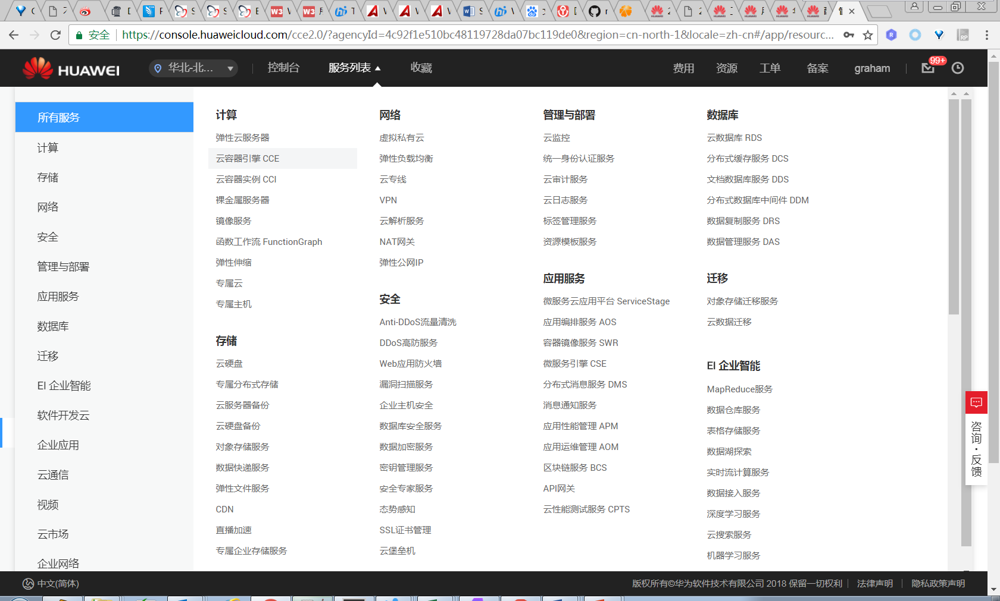 安全
https://console.huaweicloud.com/cce2.0/?agencyId=4c92f1e510bc48119728da07bc119de0&region=cn-north-1&locale=zh-cn#/app/resourc...
HUAWEI
华北-北...
控制台
服务列表
收藏
费用
资源
工单
备案
graham
99+
所有服务
计算
存储
网络
安全
管理与部署
应用服务
数据库
迁移
EI 企业智能
软件开发云
企业应用
云通信
视频
云市场
企业网络
计算
弹性云服务器
云容器引擎 CCE
云容器实例 CCI
裸金属服务器
镜像服务
函数工作流 FunctionGraph
弹性伸缩
专属云
专属主机
存储
云硬盘
专属分布式存储
云服务器备份
云硬盘备份
对象存储服务
数据快递服务
弹性文件服务
CDN
直播加速
专属企业存储服务
网络
虚拟私有云
弹性负载均衡
云专线
VPN
云解析服务
NAT网关
弹性公网IP
安全
Anti-DDoS流量清洗
DDoS高防服务
Web应用防火墙
漏洞扫描服务
企业主机安全
数据库安全服务
数据加密服务
密钥管理服务
安全专家服务
态势感知
SSL证书管理
云堡垒机
管理与部署
云监控
统一身份认证服务
云审计服务
云日志服务
标签管理服务
资源模板服务
应用服务
微服务云应用平台 ServiceStage
应用编排服务 AOS
容器镜像服务 SWR
微服务引擎 CSE
分布式消息服务 DMS
消息通知服务
应用性能管理 APM
应用运维管理 AOM
区块链服务 BCS
API网关
云性能测试服务 CPTS
数据库
云数据库 RDS
分布式缓存服务 DCS
文档数据库服务 DDS
分布式数据库中间件 DDM
数据复制服务 DRS
数据管理服务 DAS
迁移
对象存储迁移服务
云数据迁移
EI 企业智能
MapReduce服务
数据仓库服务
表格存储服务
数据湖探索
实时流计算服务
数据接入服务
深度学习服务
云搜索服务
机器学习服务
咨询·反馈
中文(简体)
版权所有©华为软件技术有限公司 2018 保留一切权利
法律声明
隐私政策声明